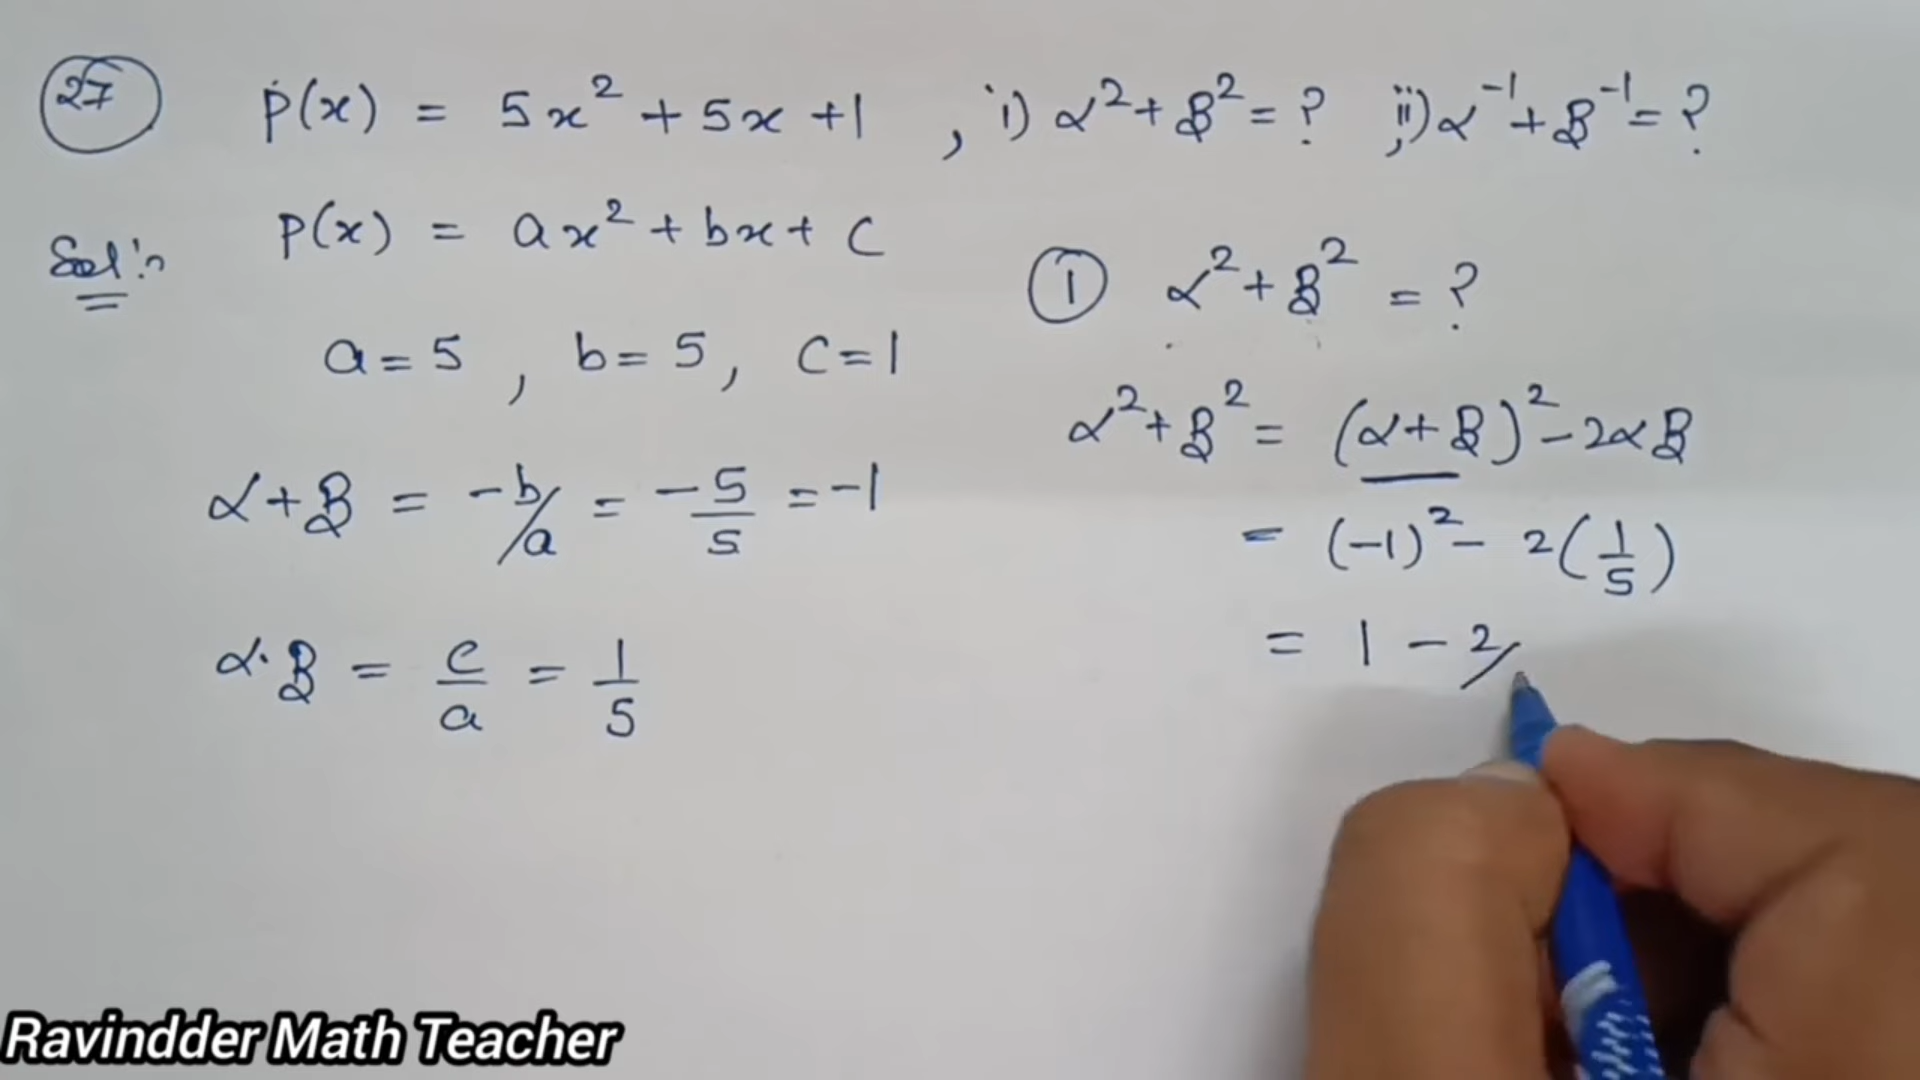 27 p(x) = 5x² + 5x + 1 , i) α² + β² = ? ii) α⁻¹ + β⁻¹ = ?
Sol'n p(x) = ax² + bx + c
a = 5 , b = 5 , c = 1
α + β = -b/a = -5/5 = -1
α·β = c/a = 1/5
1 α² + β² = ?
α² + β² = (α + β)² - 2αβ
= (-1)² - 2(1/5)
= 1 - 2/
Ravindder Math Teacher